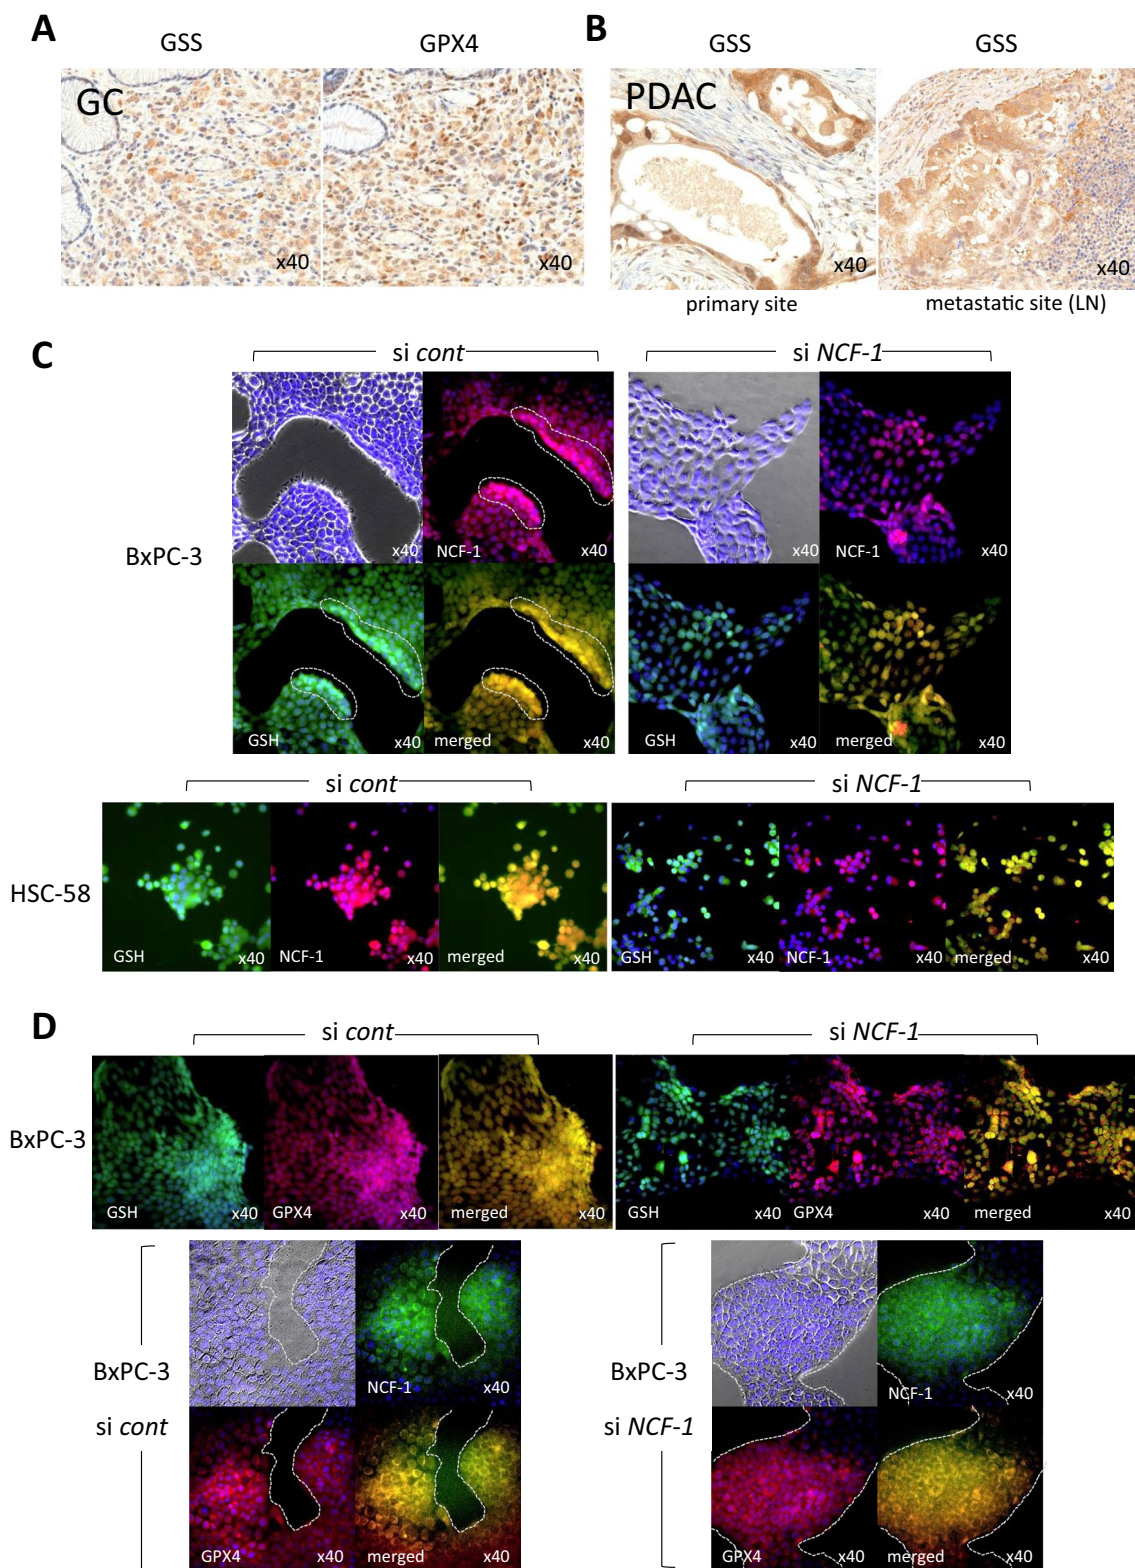 A
GSS
GPX4
B
GSS
GSS
GC
x40
x40
PDAC
x40
x40
primary site
metastatic site (LN)
C
si cont
si NCF-1
BxPC-3
x40
NCF-1
x40
x40
NCF-1
x40
GSH
x40
merged
x40
GSH
x40
merged
x40
si cont
si NCF-1
HSC-58
GSH
x40
NCF-1
x40
merged
x40
GSH
x40
NCF-1
x40
merged
x40
D
si cont
si NCF-1
BxPC-3
GSH
x40
GPX4
x40
merged
x40
GSH
x40
GPX4
x40
merged
x40
BxPC-3
si cont
NCF-1
x40
GPX4
x40
merged
x40
BxPC-3
si NCF-1
NCF-1
x40
GPX4
x40
merged
x40